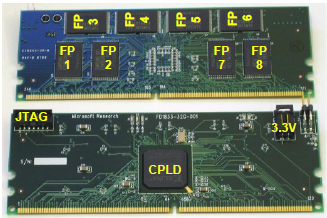 FP 3
FP 4
FP 5
FP 6
FP 1
FP 2
FP 7
FP 8
JTAG
Microsoft Research
3.3V
CPLD
S/N